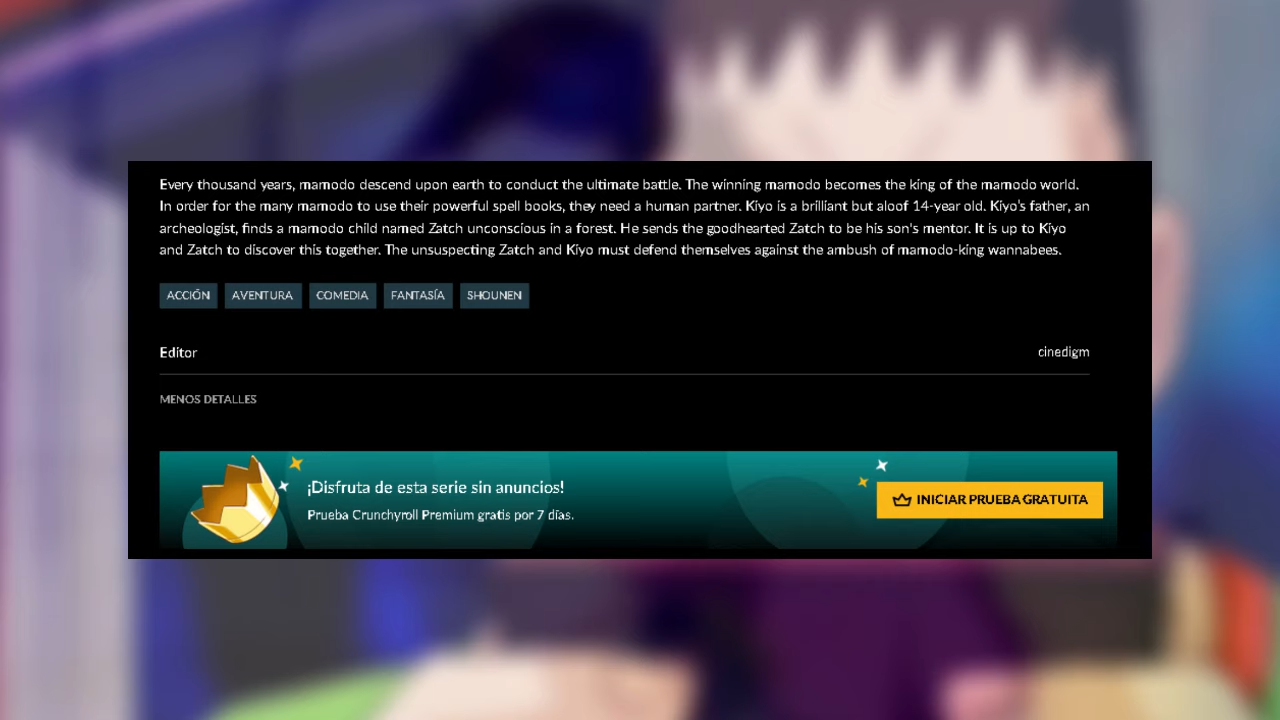 Every thousand years, mamodo descend upon earth to conduct the ultimate battle. The winning mamodo becomes the king of the mamodo world.
In order for the many mamodo to use their powerful spell books, they need a human partner. Kiyo is a brilliant but aloof 14-year old. Kiyo's father, an
archeologist, finds a mamodo child named Zatch unconscious in a forest. He sends the goodhearted Zatch to be his son's mentor. It is up to Kiyo
and Zatch to discover this together. The unsuspecting Zatch and Kiyo must defend themselves against the ambush of mamodo-king wannabees.
ACCIÓN AVENTURA COMEDIA FANTASÍA SHOUNEN
Editor cinedigm
MENOS DETALLES
¡Disfruta de esta serie sin anuncios!
Prueba Crunchyroll Premium gratis por 7 días.
INICIAR PRUEBA GRATUITA